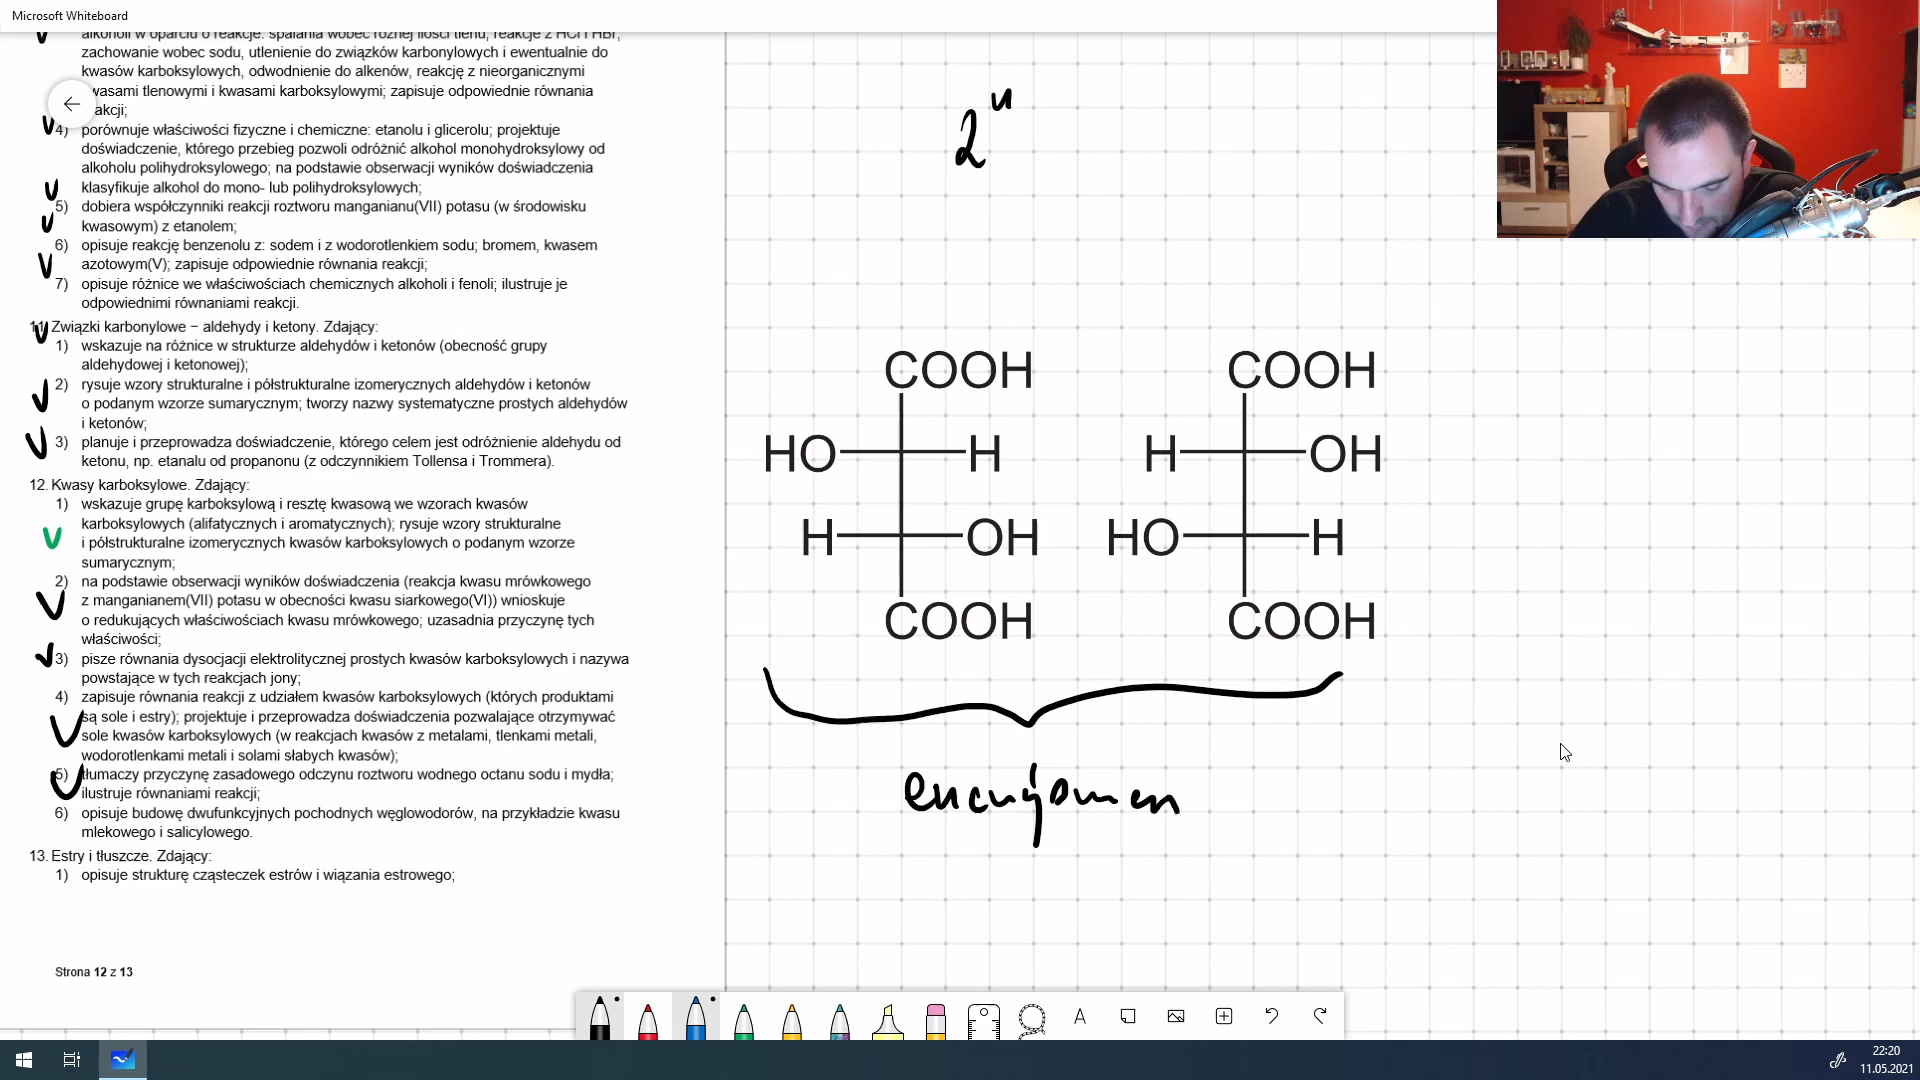 Microsoft Whiteboard
alkoholi w oparciu o reakcje: spalania wobec różnej ilości tlenu, reakcje z HCl i HBr,
zachowanie wobec sodu, utlenienie do związków karbonylowych i ewentualnie do
kwasów karboksylowych, odwodnienie do alkenów, reakcję z nieorganicznymi
wasami tlenowymi i kwasami karboksylowymi; zapisuje odpowiednie równania
akcji;
4) porównuje właściwości fizyczne i chemiczne: etanolu i glicerolu; projektuje
doświadczenie, którego przebieg pozwoli odróżnić alkohol monohydroksylowy od
alkoholu polihydroksylowego; na podstawie obserwacji wyników doświadczenia
klasyfikuje alkohol do mono- lub polihydroksylowych;
5) dobiera współczynniki reakcji roztworu manganianu(VII) potasu (w środowisku
kwasowym) z etanolem;
6) opisuje reakcję benzenolu z: sodem i z wodorotlenkiem sodu; bromem, kwasem
azotowym(V); zapisuje odpowiednie równania reakcji;
7) opisuje różnice we właściwościach chemicznych alkoholi i fenoli; ilustruje je
odpowiednimi równaniami reakcji.
11. Związki karbonylowe − aldehydy i ketony. Zdający:
1) wskazuje na różnice w strukturze aldehydów i ketonów (obecność grupy
aldehydowej i ketonowej);
2) rysuje wzory strukturalne i półstrukturalne izomerycznych aldehydów i ketonów
o podanym wzorze sumarycznym; tworzy nazwy systematyczne prostych aldehydów
i ketonów;
3) planuje i przeprowadza doświadczenie, którego celem jest odróżnienie aldehydu od
ketonu, np. etanalu od propanonu (z odczynnikiem Tollensa i Trommera).
12. Kwasy karboksylowe. Zdający:
1) wskazuje grupę karboksylową i resztę kwasową we wzorach kwasów
karboksylowych (alifatycznych i aromatycznych); rysuje wzory strukturalne
i półstrukturalne izomerycznych kwasów karboksylowych o podanym wzorze
sumarycznym;
2) na podstawie obserwacji wyników doświadczenia (reakcja kwasu mrówkowego
z manganianem(VII) potasu w obecności kwasu siarkowego(VI)) wnioskuje
o redukujących właściwościach kwasu mrówkowego; uzasadnia przyczynę tych
właściwości;
3) pisze równania dysocjacji elektrolitycznej prostych kwasów karboksylowych i nazywa
powstające w tych reakcjach jony;
4) zapisuje równania reakcji z udziałem kwasów karboksylowych (których produktami
są sole i estry); projektuje i przeprowadza doświadczenia pozwalające otrzymywać
sole kwasów karboksylowych (w reakcjach kwasów z metalami, tlenkami metali,
wodorotlenkami metali i solami słabych kwasów);
5) tłumaczy przyczynę zasadowego odczynu roztworu wodnego octanu sodu i mydła;
ilustruje równaniami reakcji;
6) opisuje budowę dwufunkcyjnych pochodnych węglowodorów, na przykładzie kwasu
mlekowego i salicylowego.
13. Estry i tłuszcze. Zdający:
1) opisuje strukturę cząsteczek estrów i wiązania estrowego;
Strona 12 z 13
2ⁿ
COOH COOH
HO H H OH
H OH HO H
COOH COOH
A
22:20
11.05.2021